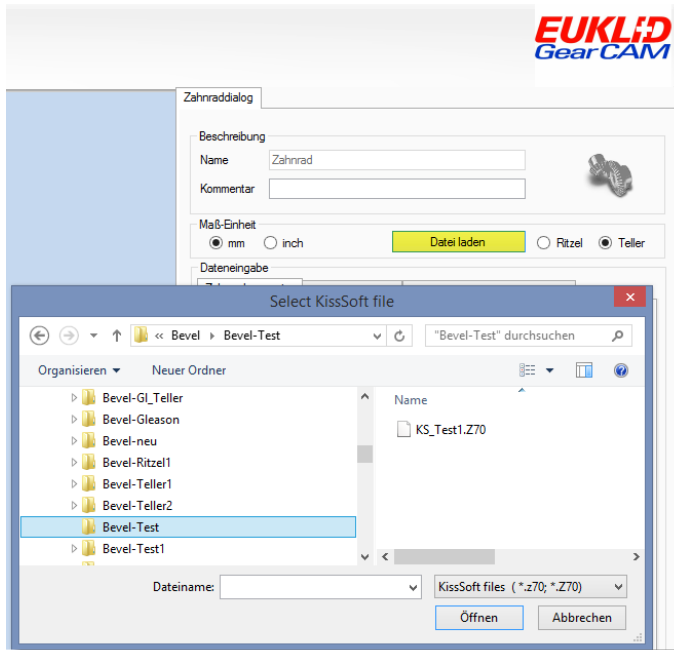 EUKLID
GearCAM
Zahnraddialog
Beschreibung
Name Zahnrad
Kommentar
Maß-Einheit
mm inch Datei laden Ritzel Teller
Dateneingabe
Select KissSoft file
« Bevel Bevel-Test "Bevel-Test" durchsuchen
Organisieren Neuer Ordner
Name
Bevel-GI_Teller
Bevel-Gleason
KS_Test1.Z70
Bevel-neu
Bevel-Ritzel1
Bevel-Teller1
Bevel-Teller2
Bevel-Test
Bevel-Test1
Dateiname: KissSoft files ( *.z70; *.Z70)
Öffnen Abbrechen